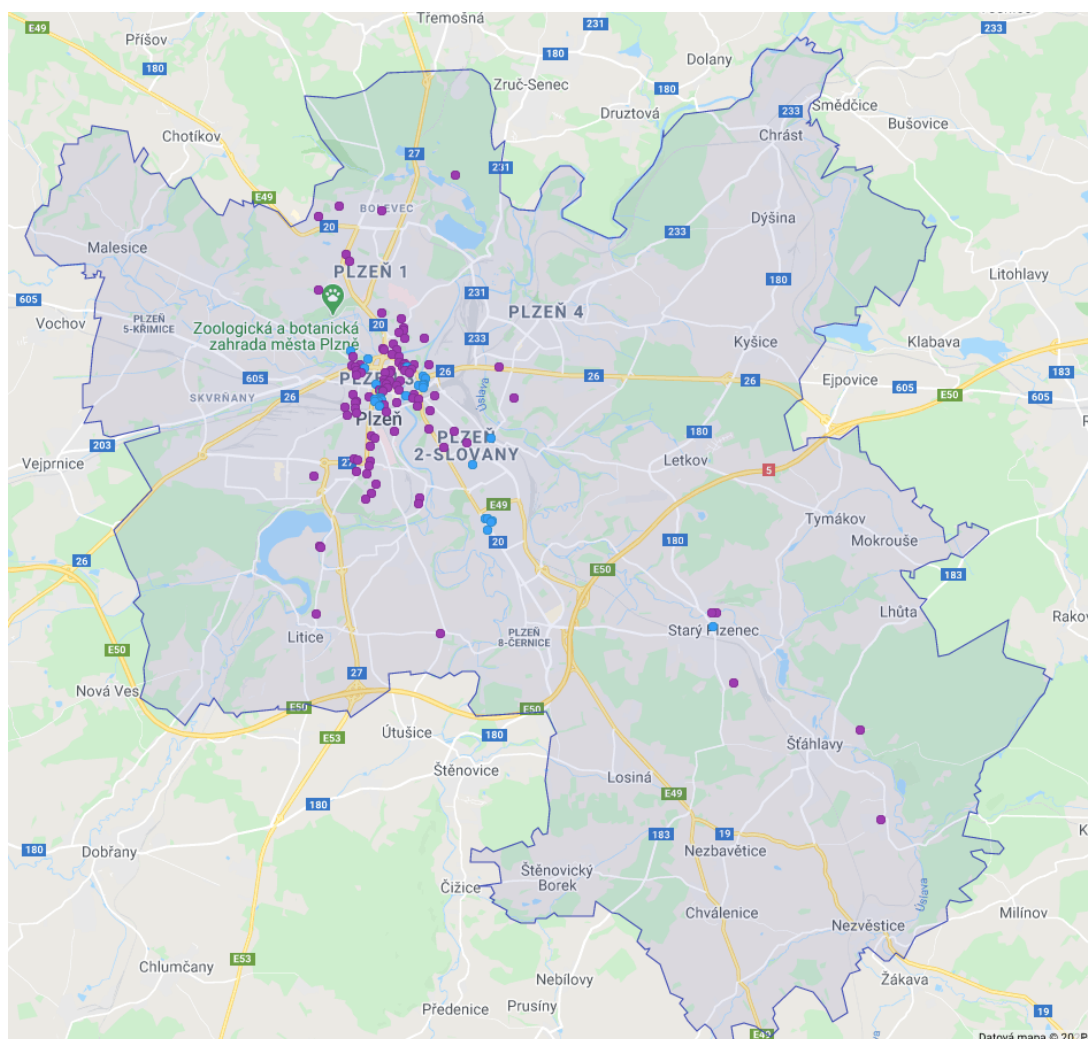 Třemošná
E49
231
233
Příšov
180
Dolany
Zruč-Senec
180
233
Smědčice
Druztová
Bušovice
Chotíkov
27
Chrást
231
E49
BOLEVEC
20
Dýšina
233
Malesice
PLZEŇ 1
180
Litohlavy
231
605
Vochov
PLZEŇ
5-KŘIMICE
PLZEŇ 4
Zoologická a botanická
zahrada města Plzně
20
233
Kyšice
Klabava
183
26
605
26
26
Ejpovice
605
SKVRŇANY
26
Úslava
E50
Plzeň
203
180
PLZEŇ
2-SLOVANY
Vejprnice
Letkov
5
E49
Tymákov
20
Mokrouše
180
26
E50
183
Lhůta
Litice
PLZEŇ
8-ČERNICE
Starý Plzenec
E50
27
Nová Ves
E50
E50
Útušice
180
E53
Šťáhlavy
Štěnovice
Losiná
E49
180
183
19
180
Dobřany
Nezbavětice
Štěnovický
Borek
Čižice
Úslava
Chválenice
Milínov
Nezvěstice
E53
Chlumčany
Nebílovy
Žákava
Předenice
Prusiny
19